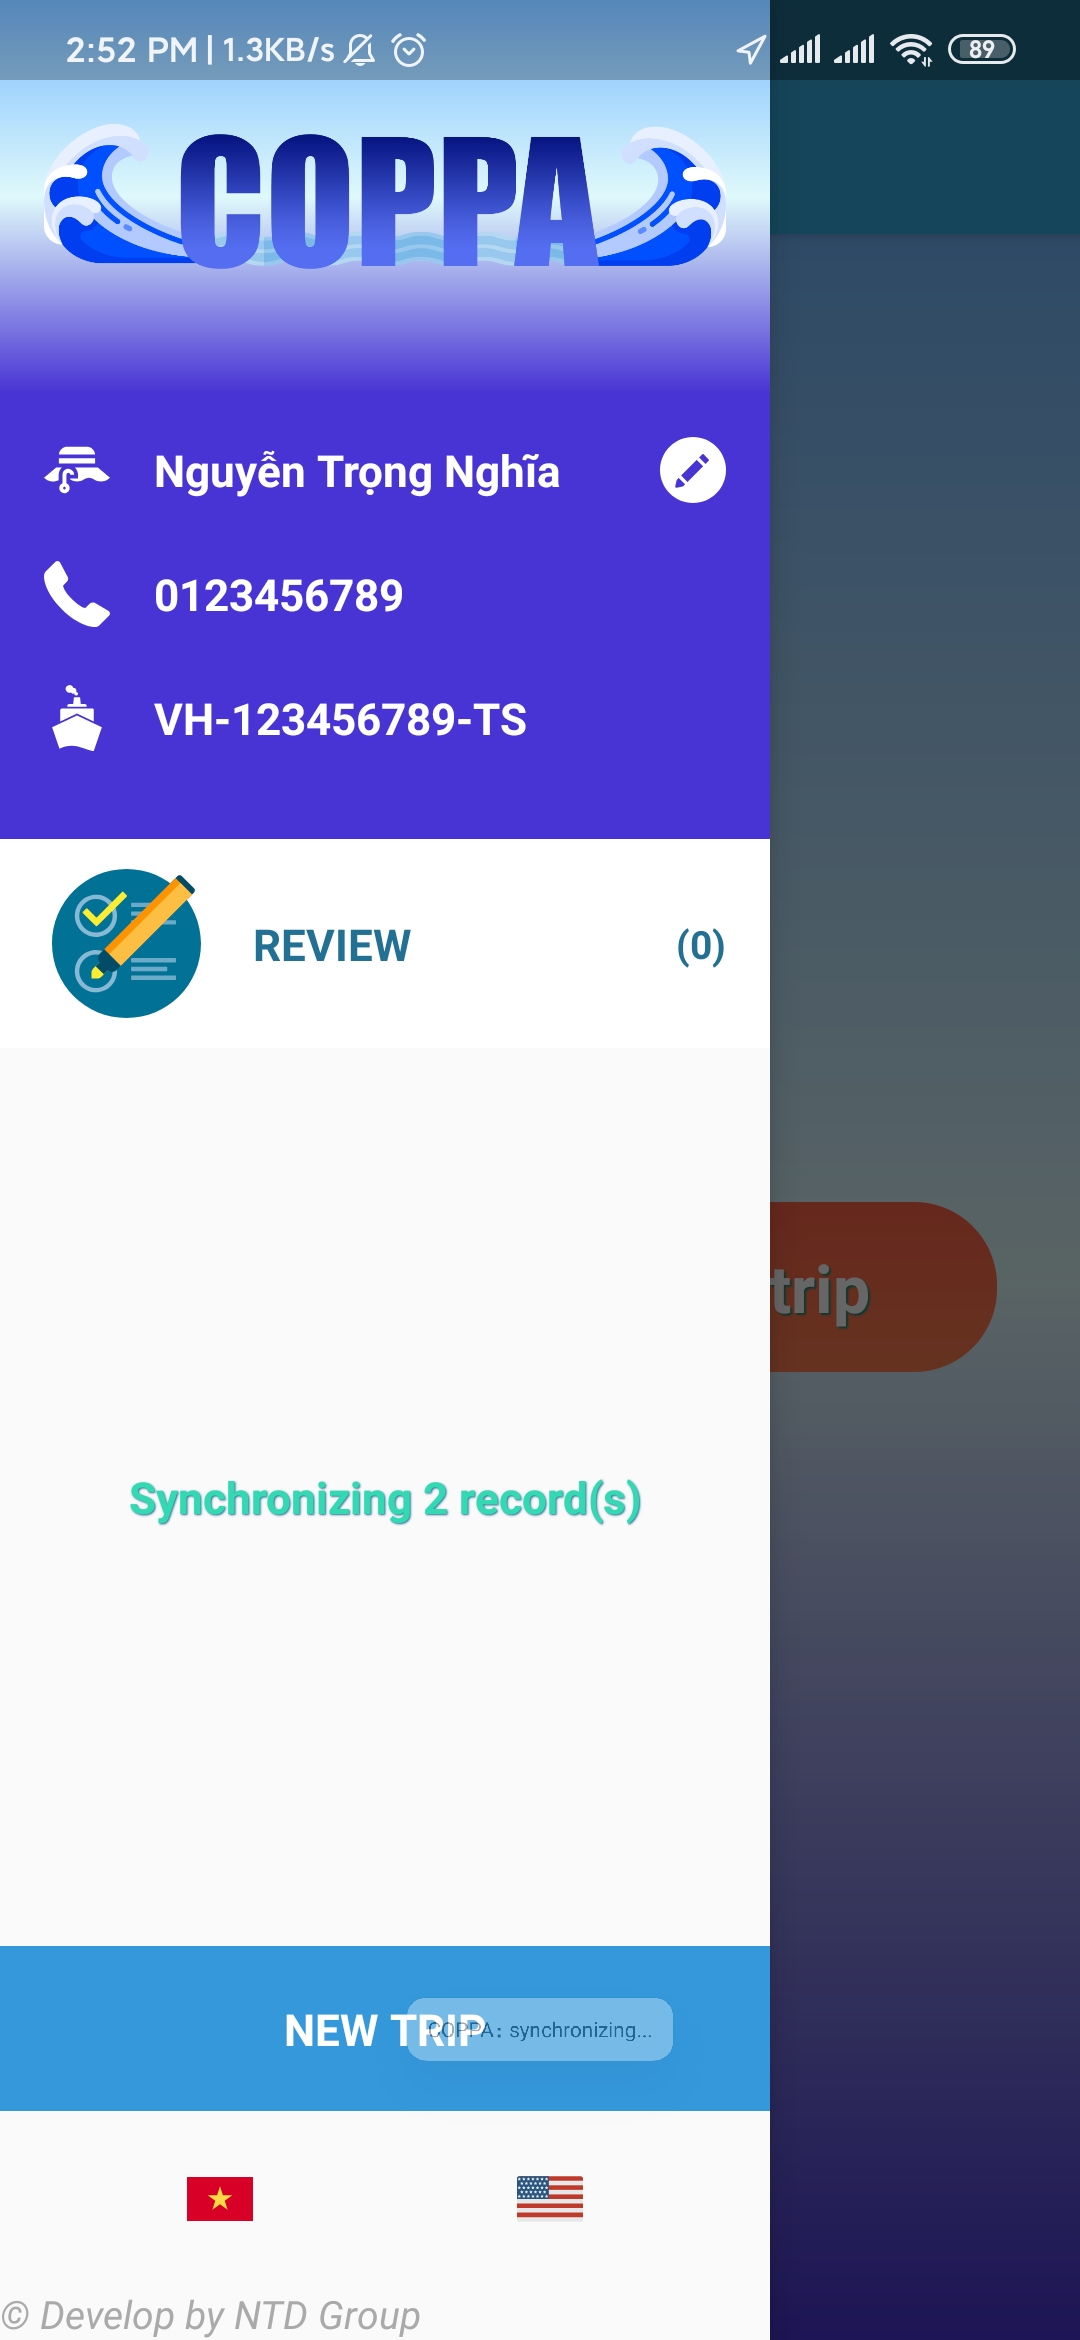 2:52 PM | 1.3KB/s
89
COPPA
Nguyễn Trọng Nghĩa
0123456789
VH-123456789-TS
REVIEW (0)
trip
Synchronizing 2 record(s)
NEW TRIP
COPPA: synchronizing...
© Develop by NTD Group